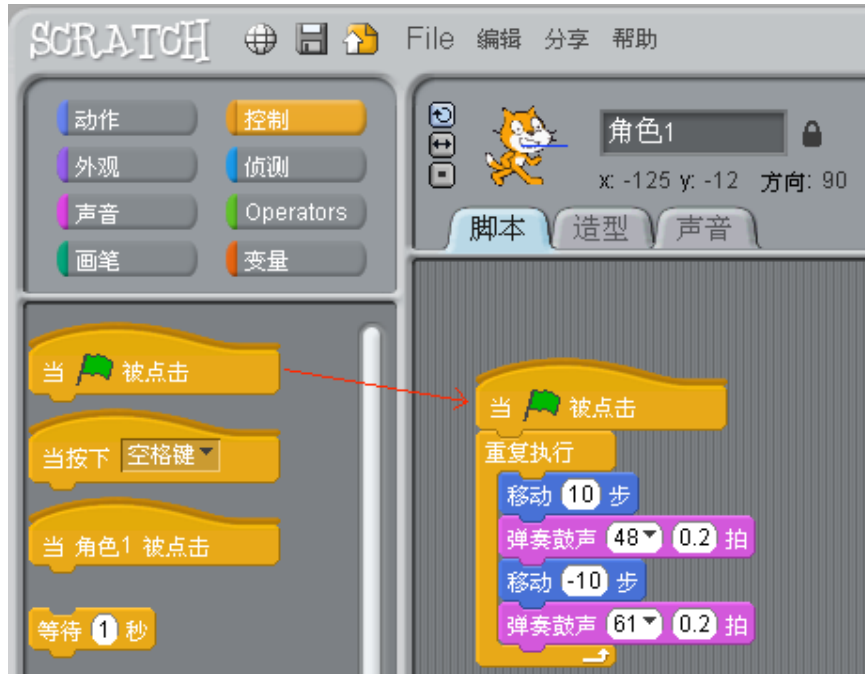 SCRATCH File 编辑 分享 帮助
动作 控制
外观 侦测
声音 Operators
画笔 变量
角色1
x: -125 y: -12 方向: 90
脚本 造型 声音
当 被点击
当按下 空格键
当 角色1 被点击
等待 1 秒
当 被点击
重复执行
移动 10 步
弹奏鼓声 48 0.2 拍
移动 -10 步
弹奏鼓声 61 0.2 拍